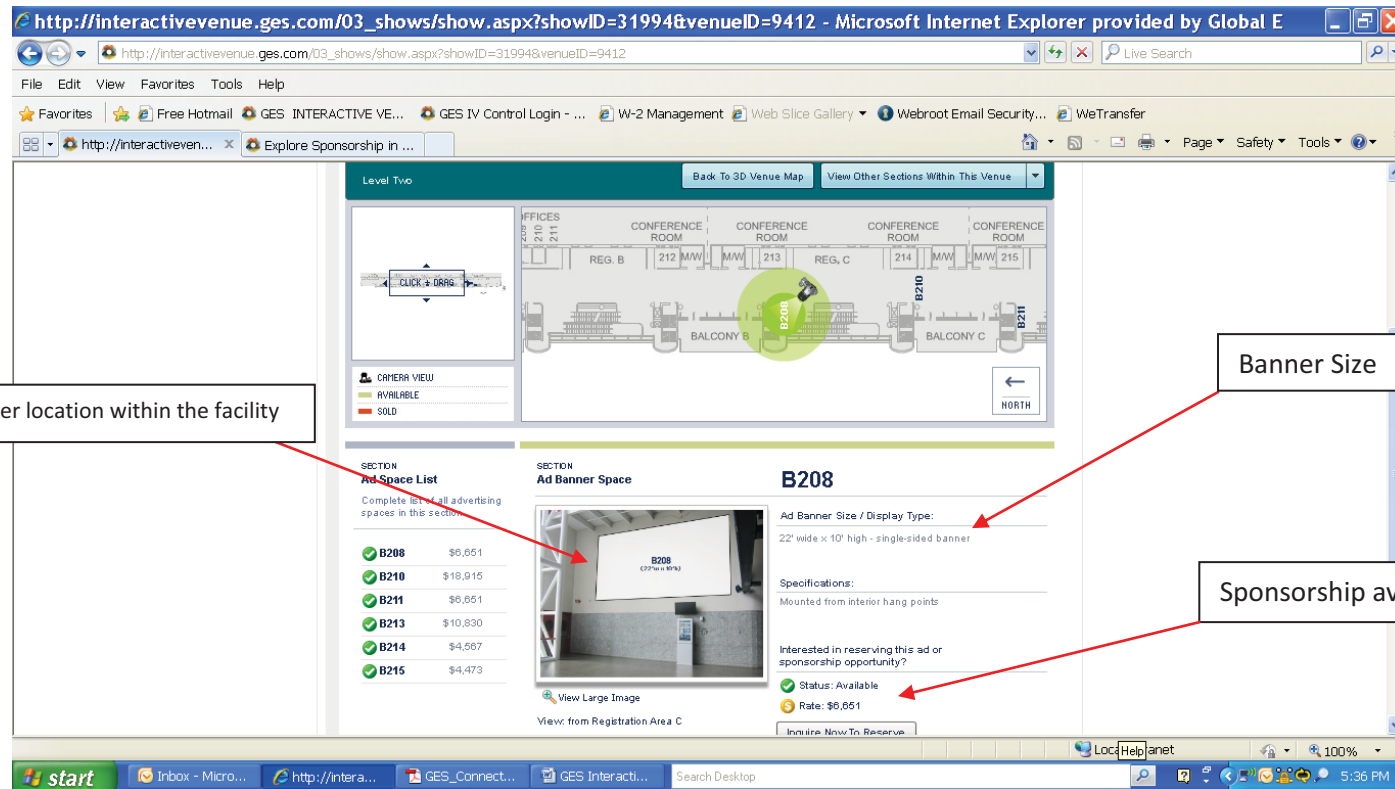 http://interactivevenue.ges.com/03_shows/show.aspx?showID=31994&venueID=9412 - Microsoft Internet Explorer provided by Global E
http://interactivevenue.ges.com/03_shows/show.aspx?showID=31994&venueID=9412
Live Search
File Edit View Favorites Tools Help
Favorites Free Hotmail GES INTERACTIVE VE... GES IV Control Login - ... W-2 Management Web Slice Gallery Webroot Email Security... WeTransfer
http://interactiveven... x Explore Sponsorship in ... Page Safety Tools
Level Two Back To 3D Venue Map View Other Sections Within This Venue
CLICK + DRAG
OFFICES 209 210 211 CONFERENCE ROOM CONFERENCE ROOM CONFERENCE ROOM CONFERENCE ROOM
REG. B 212 M/W M/W 213 REG. C 214 M/W M/W 215
B208 B210 B211
BALCONY B BALCONY C
CAMERA VIEW
AVAILABLE
SOLD
NORTH
Banner Size
er location within the facility
SECTION
Ad Space List
Complete list of all advertising
spaces in this section
B208 $6,651
B210 $18,915
B211 $6,651
B213 $10,830
B214 $4,567
B215 $4,473
SECTION
Ad Banner Space
B208
View Large Image
View: from Registration Area C
B208
Ad Banner Size / Display Type:
22' wide x 10' high - single-sided banner
Specifications:
Mounted from interior hang points
Interested in reserving this ad or
sponsorship opportunity?
Status: Available
Rate: $6,651
Inquire Now To Reserve
Sponsorship av
Loca Help anet 100%
start Inbox - Micro... http://intera... GES_Connect... GES Interacti... Search Desktop 5:36 PM